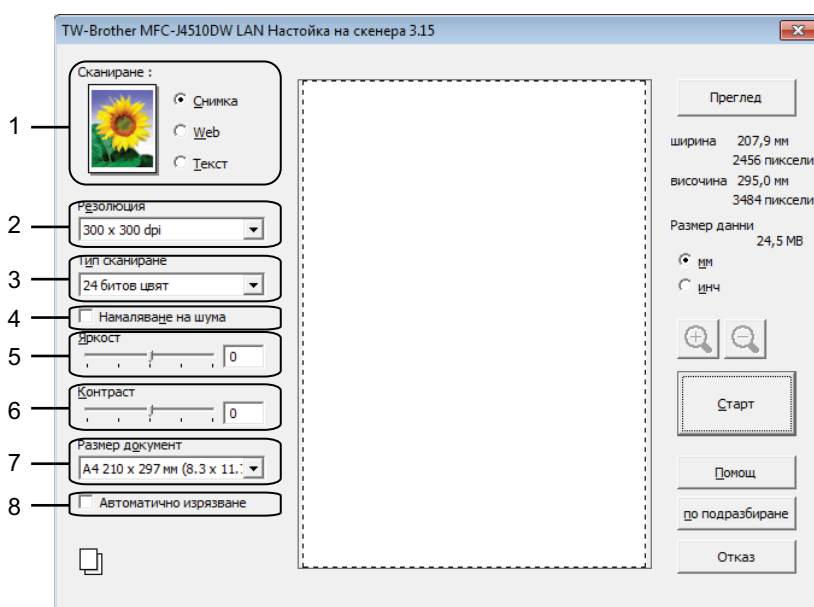 TW-Brother MFC-J4510DW LAN Настойка на скенера 3.15
Сканиране :
1
Снимка
Web
Текст
2
Резолюция
300 x 300 dpi
3
Тип сканиране
24 битов цвят
4
Намаляване на шума
5
Яркост
0
6
Контраст
0
7
Размер документ
A4 210 x 297 мм (8.3 x 11.7
8
Автоматично изрязване
Преглед
ширина 207,9 мм
2456 пиксели
височина 295,0 мм
3484 пиксели
Размер данни
24,5 MB
мм
инч
Старт
Помощ
по подразбиране
Отказ